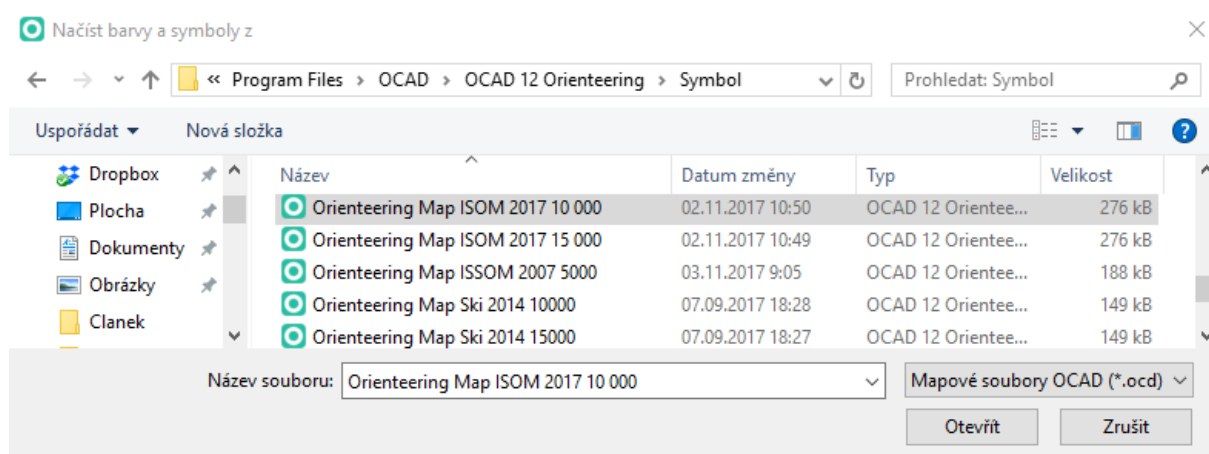 Načíst barvy a symboly z
« Program Files > OCAD > OCAD 12 Orienteering > Symbol
Prohledat: Symbol
Uspořádat Nová složka ?
Název Datum změny Typ Velikost
Dropbox
Plocha
Dokumenty
Obrázky
Clanek
Orienteering Map ISOM 2017 10 000 02.11.2017 10:50 OCAD 12 Orientee... 276 kB
Orienteering Map ISOM 2017 15 000 02.11.2017 10:49 OCAD 12 Orientee... 276 kB
Orienteering Map ISSOM 2007 5000 03.11.2017 9:05 OCAD 12 Orientee... 188 kB
Orienteering Map Ski 2014 10000 07.09.2017 18:28 OCAD 12 Orientee... 149 kB
Orienteering Map Ski 2014 15000 07.09.2017 18:27 OCAD 12 Orientee... 149 kB
Název souboru: Orienteering Map ISOM 2017 10 000 Mapové soubory OCAD (*.ocd)
Otevřít Zrušit